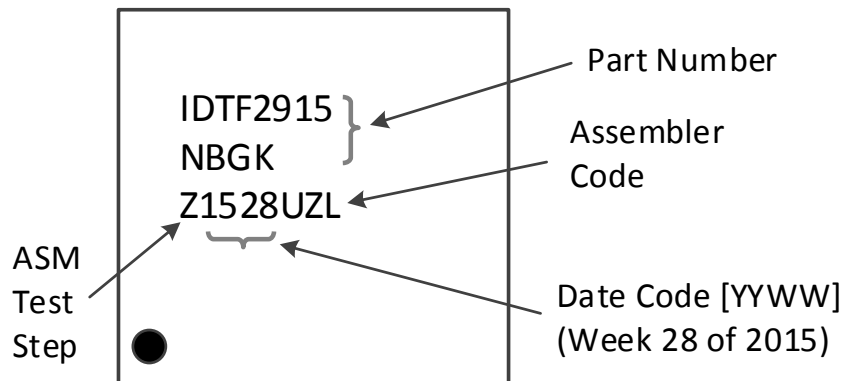 IDTF2915
NBGK
Z1528UZL
Part Number
Assembler
Code
ASM
Test
Step
Date Code [YYWW]
(Week 28 of 2015)